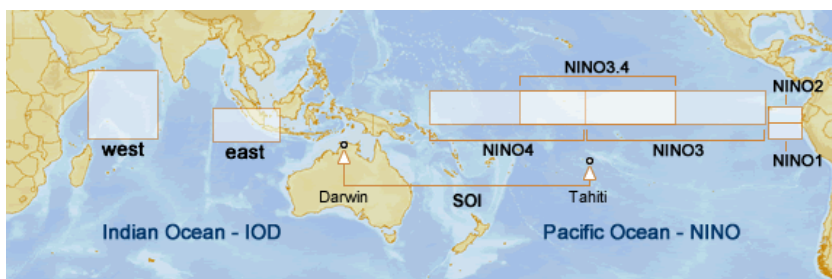 NINO3.4
NINO2
west
east
NINO4
NINO3
NINO1
Darwin
SOI
Tahiti
Indian Ocean - IOD
Pacific Ocean - NINO